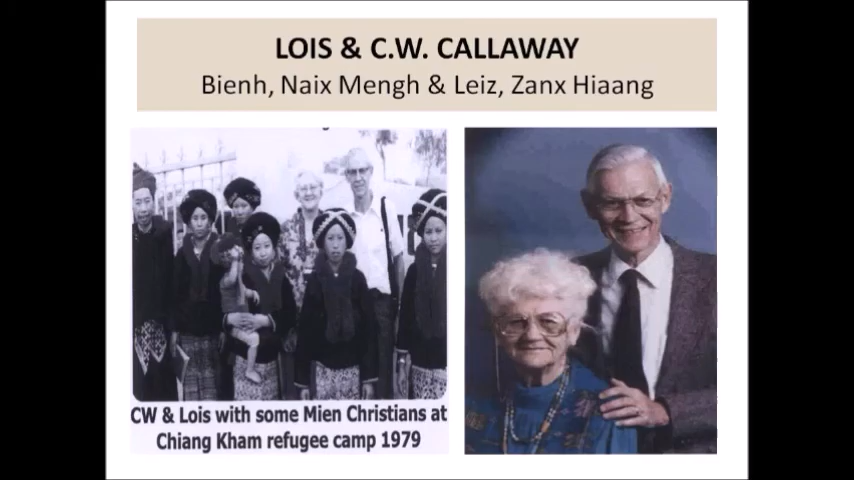 LOIS & C.W. CALLAWAY
Bienh, Naix Mengh & Leiz, Zanx Hiaang
CW & Lois with some Mien Christians at
Chiang Kham refugee camp 1979